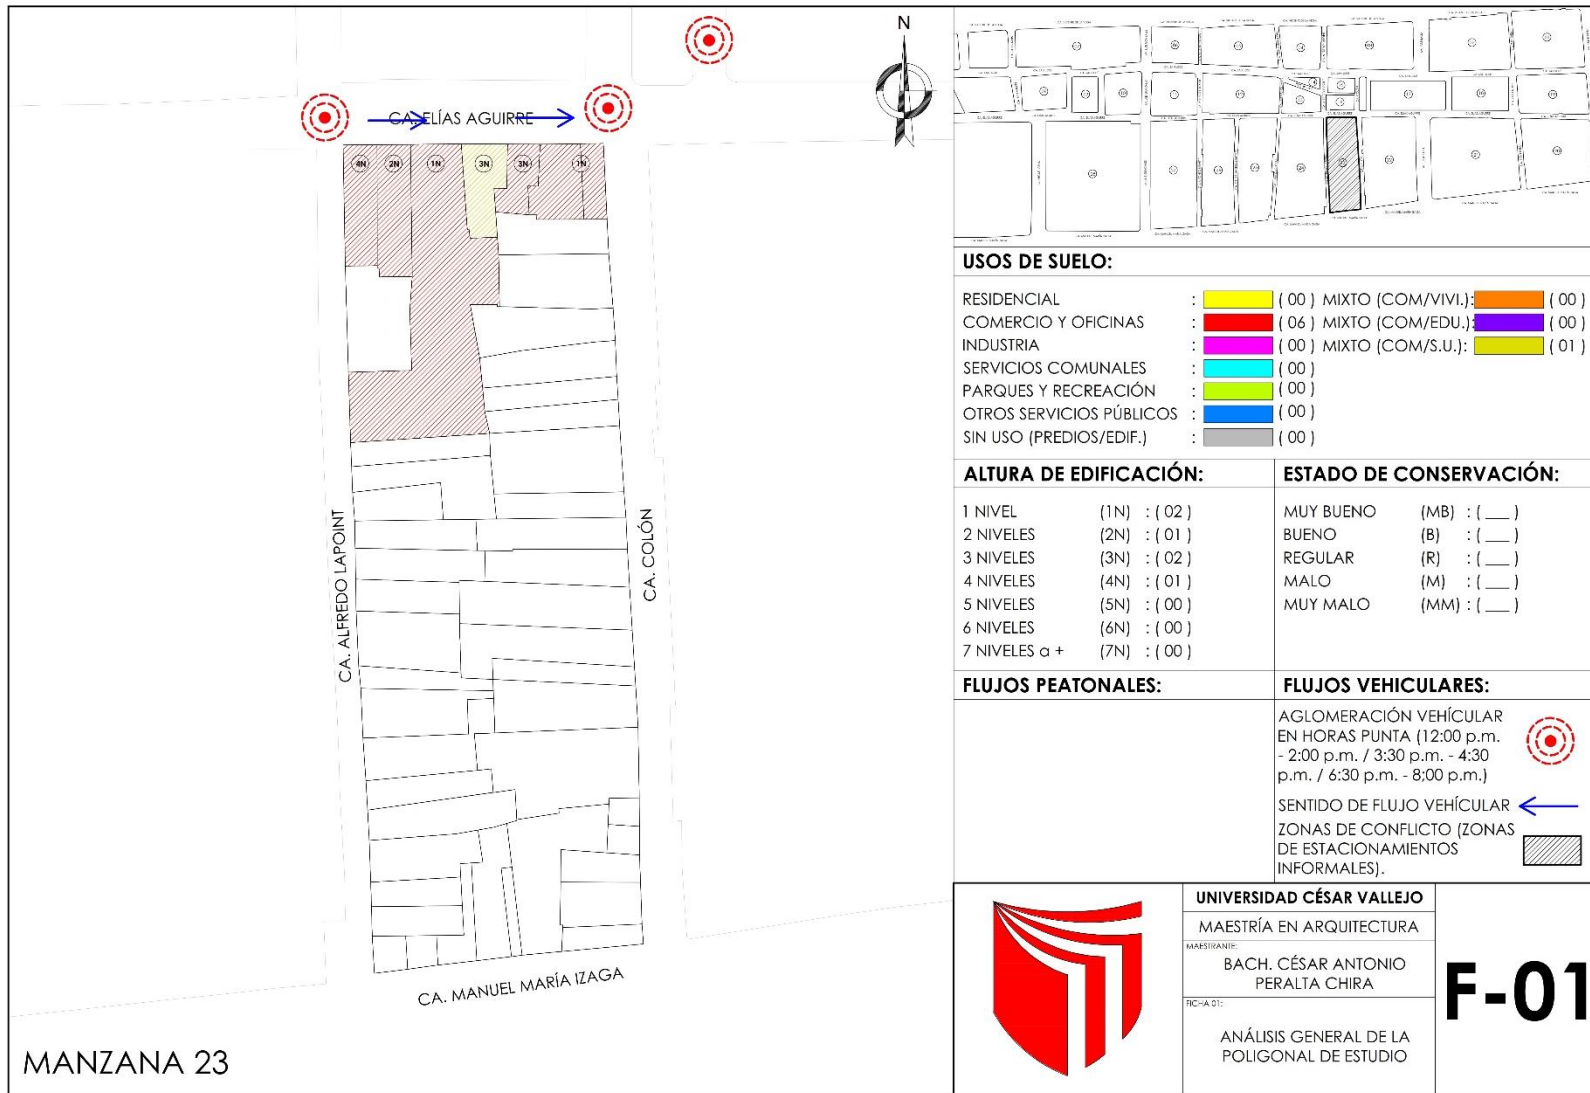 N
CA. ELÍAS AGUIRRE
4N
2N
1N
3N
3N
1N
CA. ALFREDO LAPOINT
CA. COLÓN
CA. MANUEL MARÍA IZAGA
MANZANA 23
USOS DE SUELO:
RESIDENCIAL : ( 00 ) MIXTO (COM/VIVI.): ( 00 )
COMERCIO Y OFICINAS : ( 06 ) MIXTO (COM/EDU.): ( 00 )
INDUSTRIA : ( 00 ) MIXTO (COM/S.U.): ( 01 )
SERVICIOS COMUNALES : ( 00 )
PARQUES Y RECREACIÓN : ( 00 )
OTROS SERVICIOS PÚBLICOS : ( 00 )
SIN USO (PREDIOS/EDIF.) : ( 00 )
ALTURA DE EDIFICACIÓN:
1 NIVEL (1N) : ( 02 )
2 NIVELES (2N) : ( 01 )
3 NIVELES (3N) : ( 02 )
4 NIVELES (4N) : ( 01 )
5 NIVELES (5N) : ( 00 )
6 NIVELES (6N) : ( 00 )
7 NIVELES a + (7N) : ( 00 )
ESTADO DE CONSERVACIÓN:
MUY BUENO (MB) : ( ___ )
BUENO (B) : ( ___ )
REGULAR (R) : ( ___ )
MALO (M) : ( ___ )
MUY MALO (MM) : ( ___ )
FLUJOS PEATONALES:
FLUJOS VEHICULARES:
AGLOMERACIÓN VEHÍCULAR
EN HORAS PUNTA (12:00 p.m.
- 2:00 p.m. / 3:30 p.m. - 4:30
p.m. / 6:30 p.m. - 8:00 p.m.)
SENTIDO DE FLUJO VEHÍCULAR
ZONAS DE CONFLICTO (ZONAS
DE ESTACIONAMIENTOS
INFORMALES).
UNIVERSIDAD CÉSAR VALLEJO
MAESTRÍA EN ARQUITECTURA
MAESTRANTE:
BACH. CÉSAR ANTONIO
PERALTA CHIRA
FICHA 01:
ANÁLISIS GENERAL DE LA
POLIGONAL DE ESTUDIO
F-01